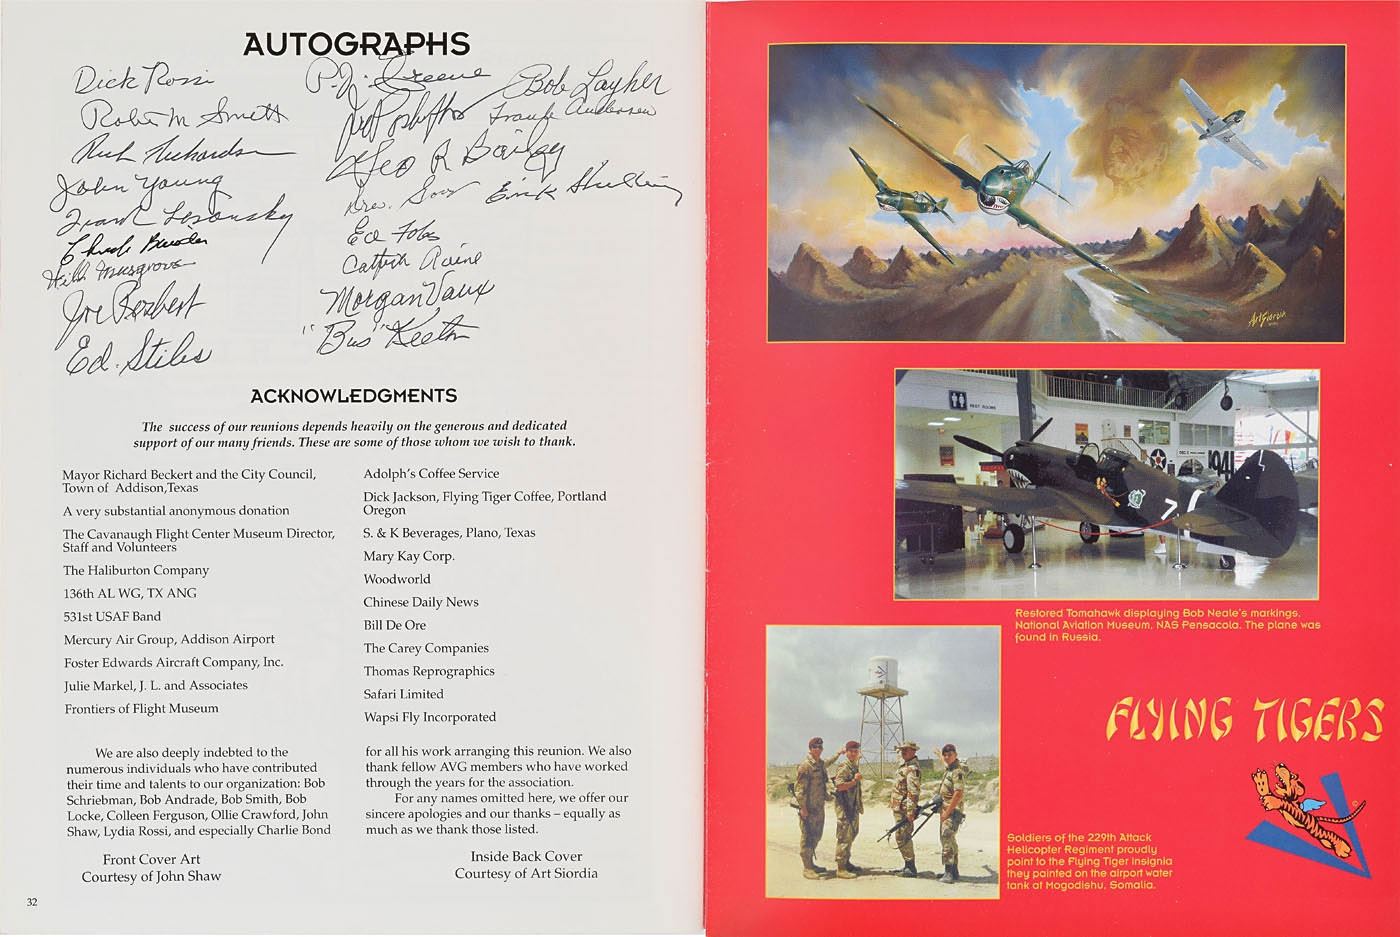 AUTOGRAPHS
Dick Rossi
Robert M Smith
Rich Richardson
John Young
Frank Losonsky
Chuck Baisden
Musgrove
Joe
Ed. Stiles
P.J. Greene
Joe Poshefko
Geo R Bailey
Ed Fobs
Catfish Raine
Morgan Vaux
"Bus" Keeton
Bob Layher
Frank Andersen
Erik Shilling
ACKNOWLEDGMENTS
The success of our reunions depends heavily on the generous and dedicated
support of our many friends. These are some of those whom we wish to thank.
Mayor Richard Beckert and the City Council,
Town of Addison,Texas
A very substantial anonymous donation
The Cavanaugh Flight Center Museum Director,
Staff and Volunteers
The Haliburton Company
136th AL WG, TX ANG
531st USAF Band
Mercury Air Group, Addison Airport
Foster Edwards Aircraft Company, Inc.
Julie Markel, J. L. and Associates
Frontiers of Flight Museum
Adolph's Coffee Service
Dick Jackson, Flying Tiger Coffee, Portland
Oregon
S. & K Beverages, Plano, Texas
Mary Kay Corp.
Woodworld
Chinese Daily News
Bill De Ore
The Carey Companies
Thomas Reprographics
Safari Limited
Wapsi Fly Incorporated
We are also deeply indebted to the
numerous individuals who have contributed
their time and talents to our organization: Bob
Schriebman, Bob Andrade, Bob Smith, Bob
Locke, Colleen Ferguson, Ollie Crawford, John
Shaw, Lydia Rossi, and especially Charlie Bond
for all his work arranging this reunion. We also
thank fellow AVG members who have worked
through the years for the association.
For any names omitted here, we offer our
sincere apologies and our thanks – equally as
much as we thank those listed.
Front Cover Art
Courtesy of John Shaw
Inside Back Cover
Courtesy of Art Siordia
32
Art Siordia
REST ROOMS
1941
7
Restored Tomahawk displaying Bob Neale's markings,
National Aviation Museum, NAS Pensacola. The plane was
found in Russia.
FLYING TIGERS
Soldiers of the 229th Attack
Helicopter Regiment proudly
point to the Flying Tiger insignia
they painted on the airport water
tank at Mogodishu, Somalia.